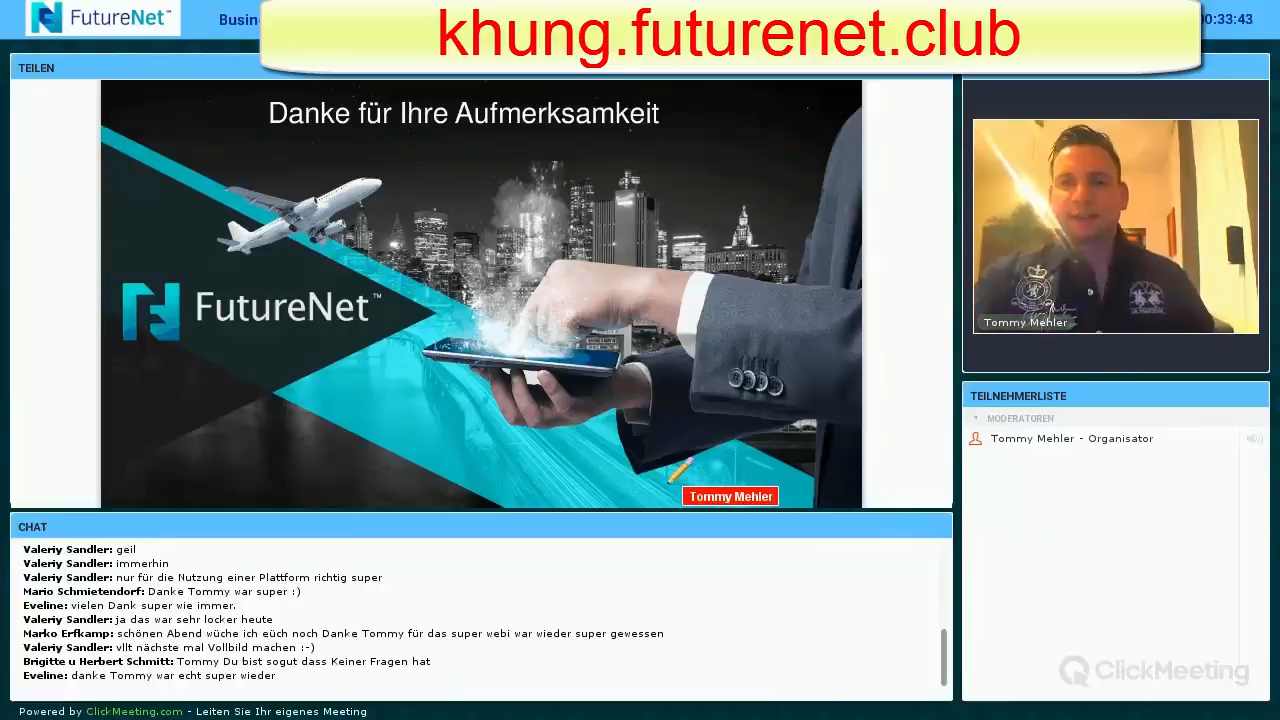 FutureNet™
Busin
khung.futurenet.club
00:33:43
TEILEN
Danke für Ihre Aufmerksamkeit
FutureNet™
Tommy Mehler
Tommy Mehler
TEILNEHMERLISTE
MODERATOREN
Tommy Mehler - Organisator
CHAT
Valeriy Sandler: geil
Valeriy Sandler: immerhin
Valeriy Sandler: nur für die Nutzung einer Plattform richtig super
Mario Schmietendorf: Danke Tommy war super :)
Eveline: vielen Dank super wie immer.
Valeriy Sandler: ja das war sehr locker heute
Marko Erfkamp: schönen Abend wüche ich eüch noch Danke Tommy für das super webi war wieder super gewessen
Valeriy Sandler: vllt nächste mal Vollbild machen :-)
Brigitte u Herbert Schmitt: Tommy Du bist sogut dass Keiner Fragen hat
Eveline: danke Tommy war echt super wieder
ClickMeeting
Powered by ClickMeeting.com - Leiten Sie Ihr eigenes Meeting